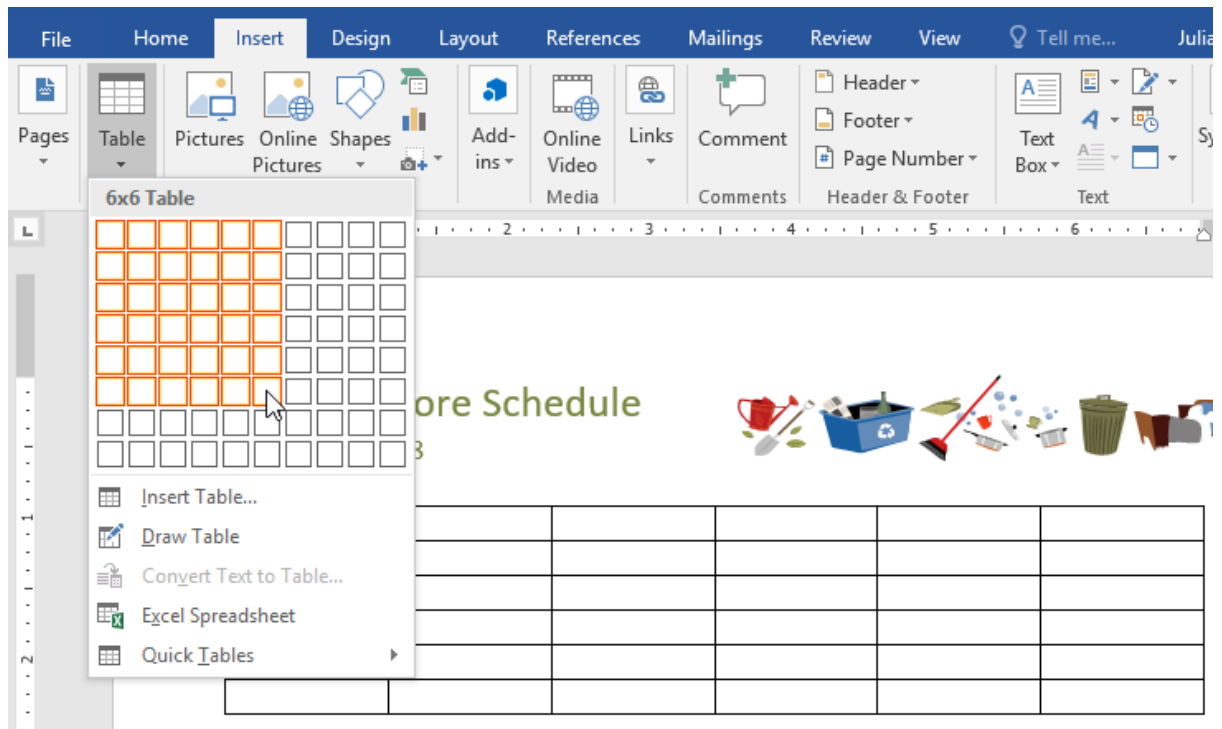 File Home Insert Design Layout References Mailings Review View Tell me... Julia
Pages Table Pictures Online Pictures Shapes Add-ins Online Video Links Comment Header
Footer
Page Number
Text Box
Media Comments Header & Footer Text
6x6 Table
2 3 4 5 6
ore Schedule
Insert Table...
Draw Table
Convert Text to Table...
Excel Spreadsheet
Quick Tables
1
2